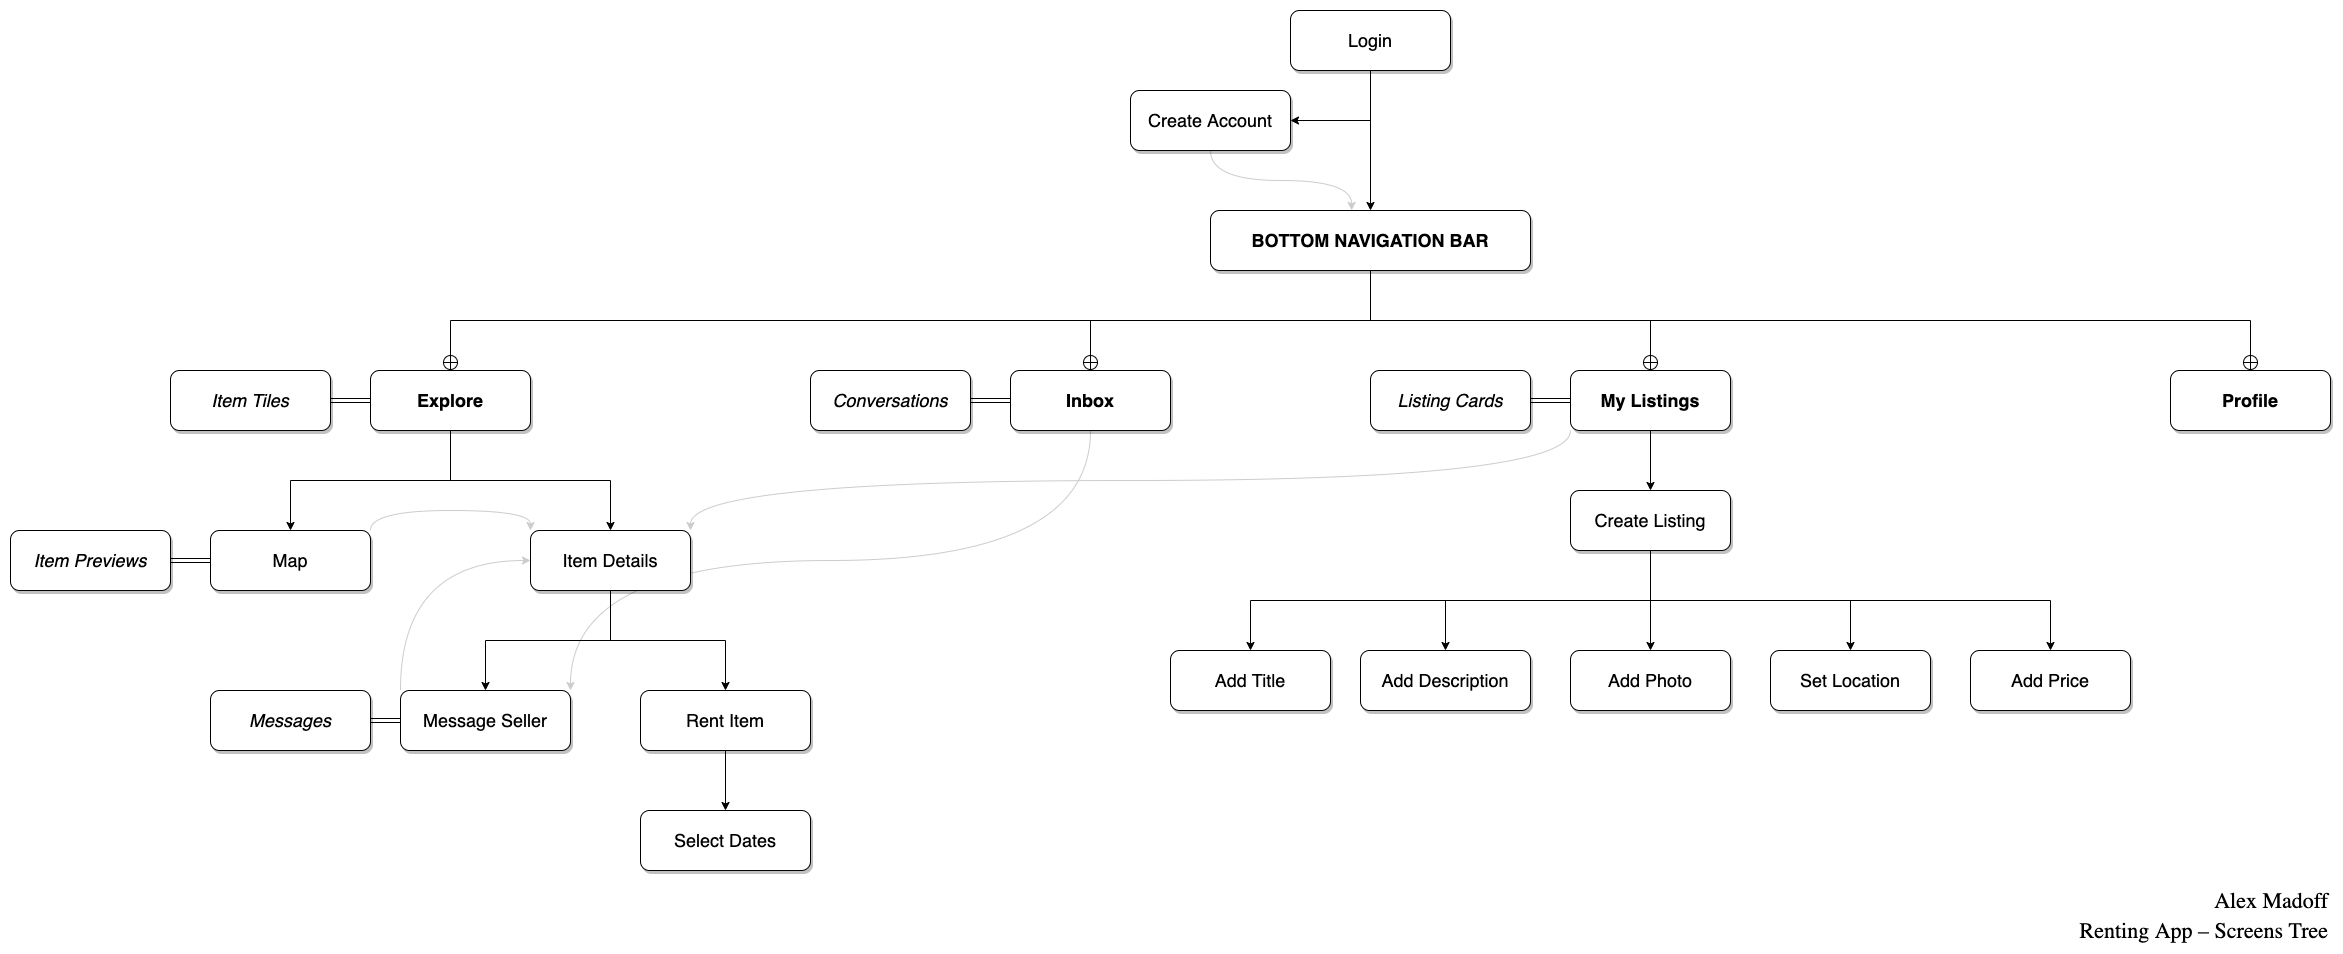 Login
Create Account
BOTTOM NAVIGATION BAR
Item Tiles
Explore
Conversations
Inbox
Listing Cards
My Listings
Profile
Create Listing
Item Previews
Map
Item Details
Add Title
Add Description
Add Photo
Set Location
Add Price
Messages
Message Seller
Rent Item
Select Dates
Alex Madoff
Renting App – Screens Tree